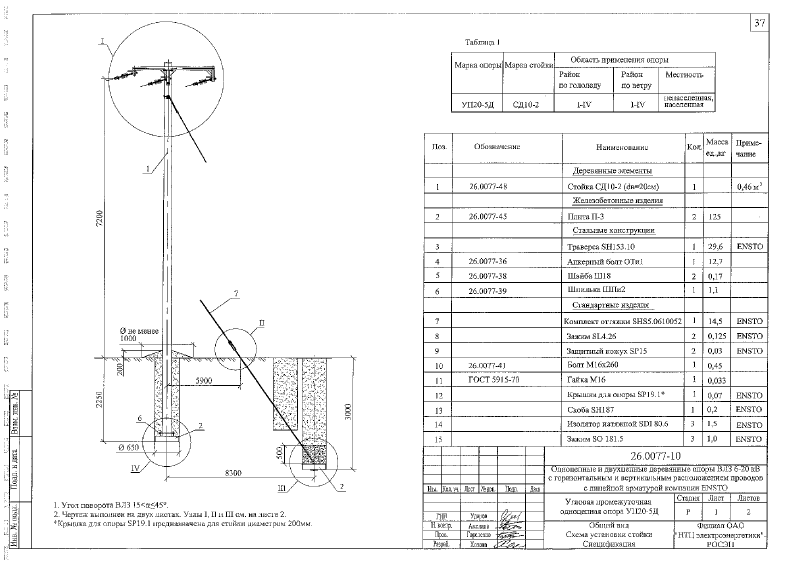 37
I
Таблица 1
Марка опоры Марка стойки Область применения опоры
Район по гололеду Район по ветру Местность
УП20-5Д СД10-2 I-IV I-IV ненаселенная, населенная
Поз. Обозначение Наименование Кол. Масса ед.,кг Приме-чание
Деревянные элементы
1 26.0077-48 Стойка СД10-2 (dв=20см) 1 0,46 м³
Железобетонные изделия
2 26.0077-45 Плита П-3 2 125
Стальные конструкции
3 Траверса SH153.10 1 29,6 ENSTO
4 26.0077-36 Анкерный болт ОТи1 1 12,7
5 26.0077-38 Шайба Ш18 2 0,17
6 26.0077-39 Шпилька ШПи2 1 1,1
Стандартные изделия
7 Комплект оттяжки SHS5.0610052 1 14,5 ENSTO
8 Зажим SL4.26 2 0,125 ENSTO
9 Защитный кожух SP15 2 0,03 ENSTO
10 26.0077-41 Болт М16х260 1 0,45
11 ГОСТ 5915-70 Гайка М16 1 0,033
12 Крышка для опоры SP19.1* 1 0,07 ENSTO
13 Скоба SH187 1 0,2 ENSTO
14 Изолятор натяжной SDI 80.6 3 1,5 ENSTO
15 Зажим SO 181.5 3 1,0 ENSTO
1
7200
7
II
Ø не менее
1000
200
5900
2250
3000
6
2
Ø 650
500
IV
8300
III
2
1. Угол поворота ВЛЗ 15<α≤45°.
2. Чертеж выполнен на двух листах. Узлы I, II и III см. на листе 2.
*Крышка для опоры SP19.1 предназначена для стойки диаметром 200мм.
26.0077-10
Одноцепные и двухцепные деревянные опоры ВЛЗ 6-20 кВ
с горизонтальным и вертикальным расположением проводов
с линейной арматурой компании ENSTO
Изм. Кол.уч. Лист №док. Подп. Дата
Угловая промежуточная
одноцепная опора УП20-5Д
Стадия Лист Листов
Р 1 2
ГИП Ударов
Н. контр.
Пров.
Разраб.
Общий вид
Схема установки стойки
Спецификация
Филиал ОАО
"НТЦ электроэнергетики"-
РОСЭП
Взам. инв. №
Подп. и дата
Инв. № подл.